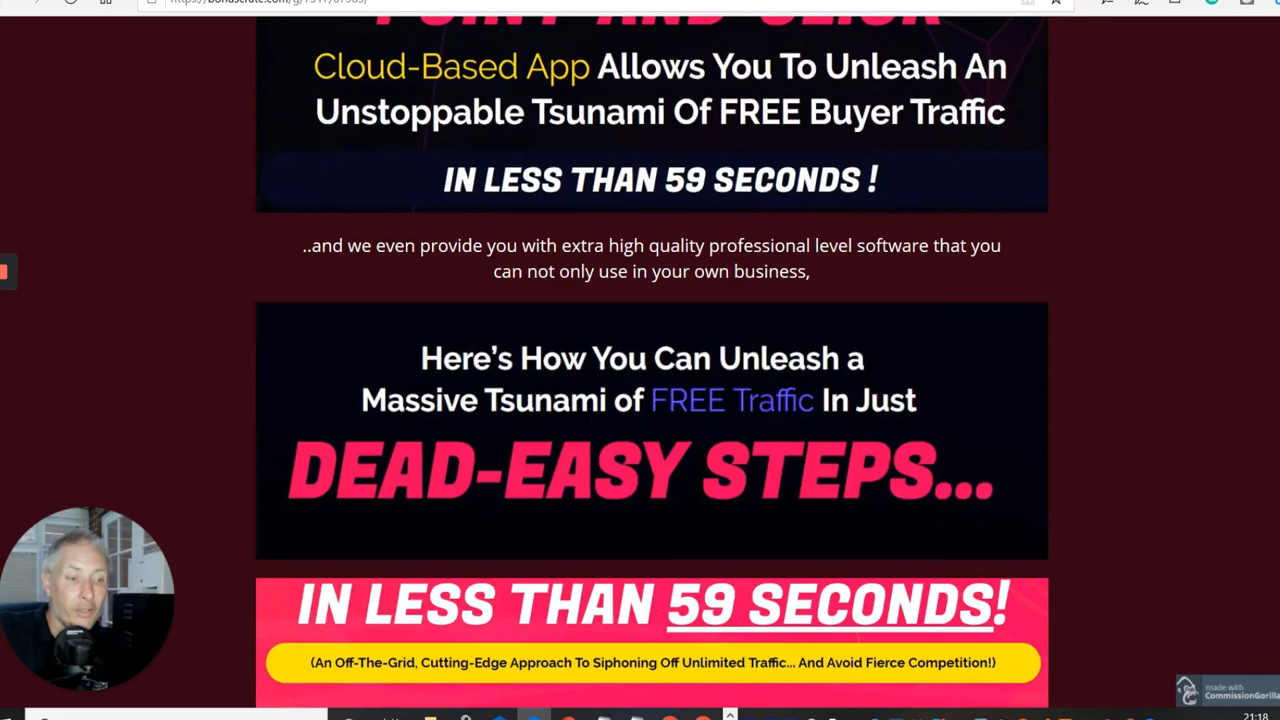 POINT AND CLICK
Cloud-Based App Allows You To Unleash An
Unstoppable Tsunami Of FREE Buyer Traffic
IN LESS THAN 59 SECONDS !
..and we even provide you with extra high quality professional level software that you
can not only use in your own business,
Here's How You Can Unleash a
Massive Tsunami of FREE Traffic In Just
DEAD-EASY STEPS...
IN LESS THAN 59 SECONDS!
(An Off-The-Grid, Cutting-Edge Approach To Siphoning Off Unlimited Traffic... And Avoid Fierce Competition!)
made with
CommissionGorilla
21:18